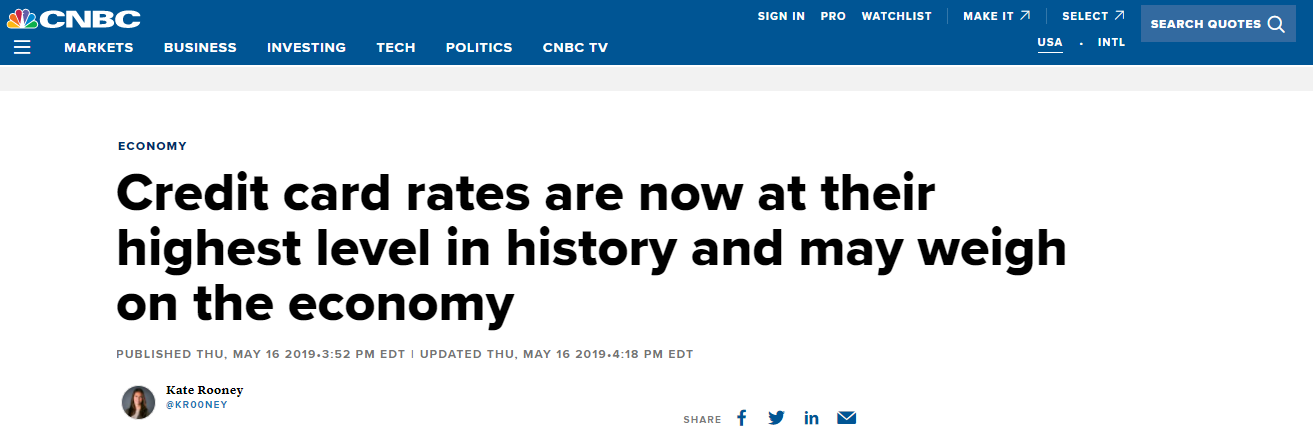 CNBC
SIGN IN PRO WATCHLIST MAKE IT SELECT
SEARCH QUOTES
USA · INTL
MARKETS BUSINESS INVESTING TECH POLITICS CNBC TV
ECONOMY
Credit card rates are now at their
highest level in history and may weigh
on the economy
PUBLISHED THU, MAY 16 2019•3:52 PM EDT | UPDATED THU, MAY 16 2019•4:18 PM EDT
Kate Rooney
@KR00NEY
SHARE